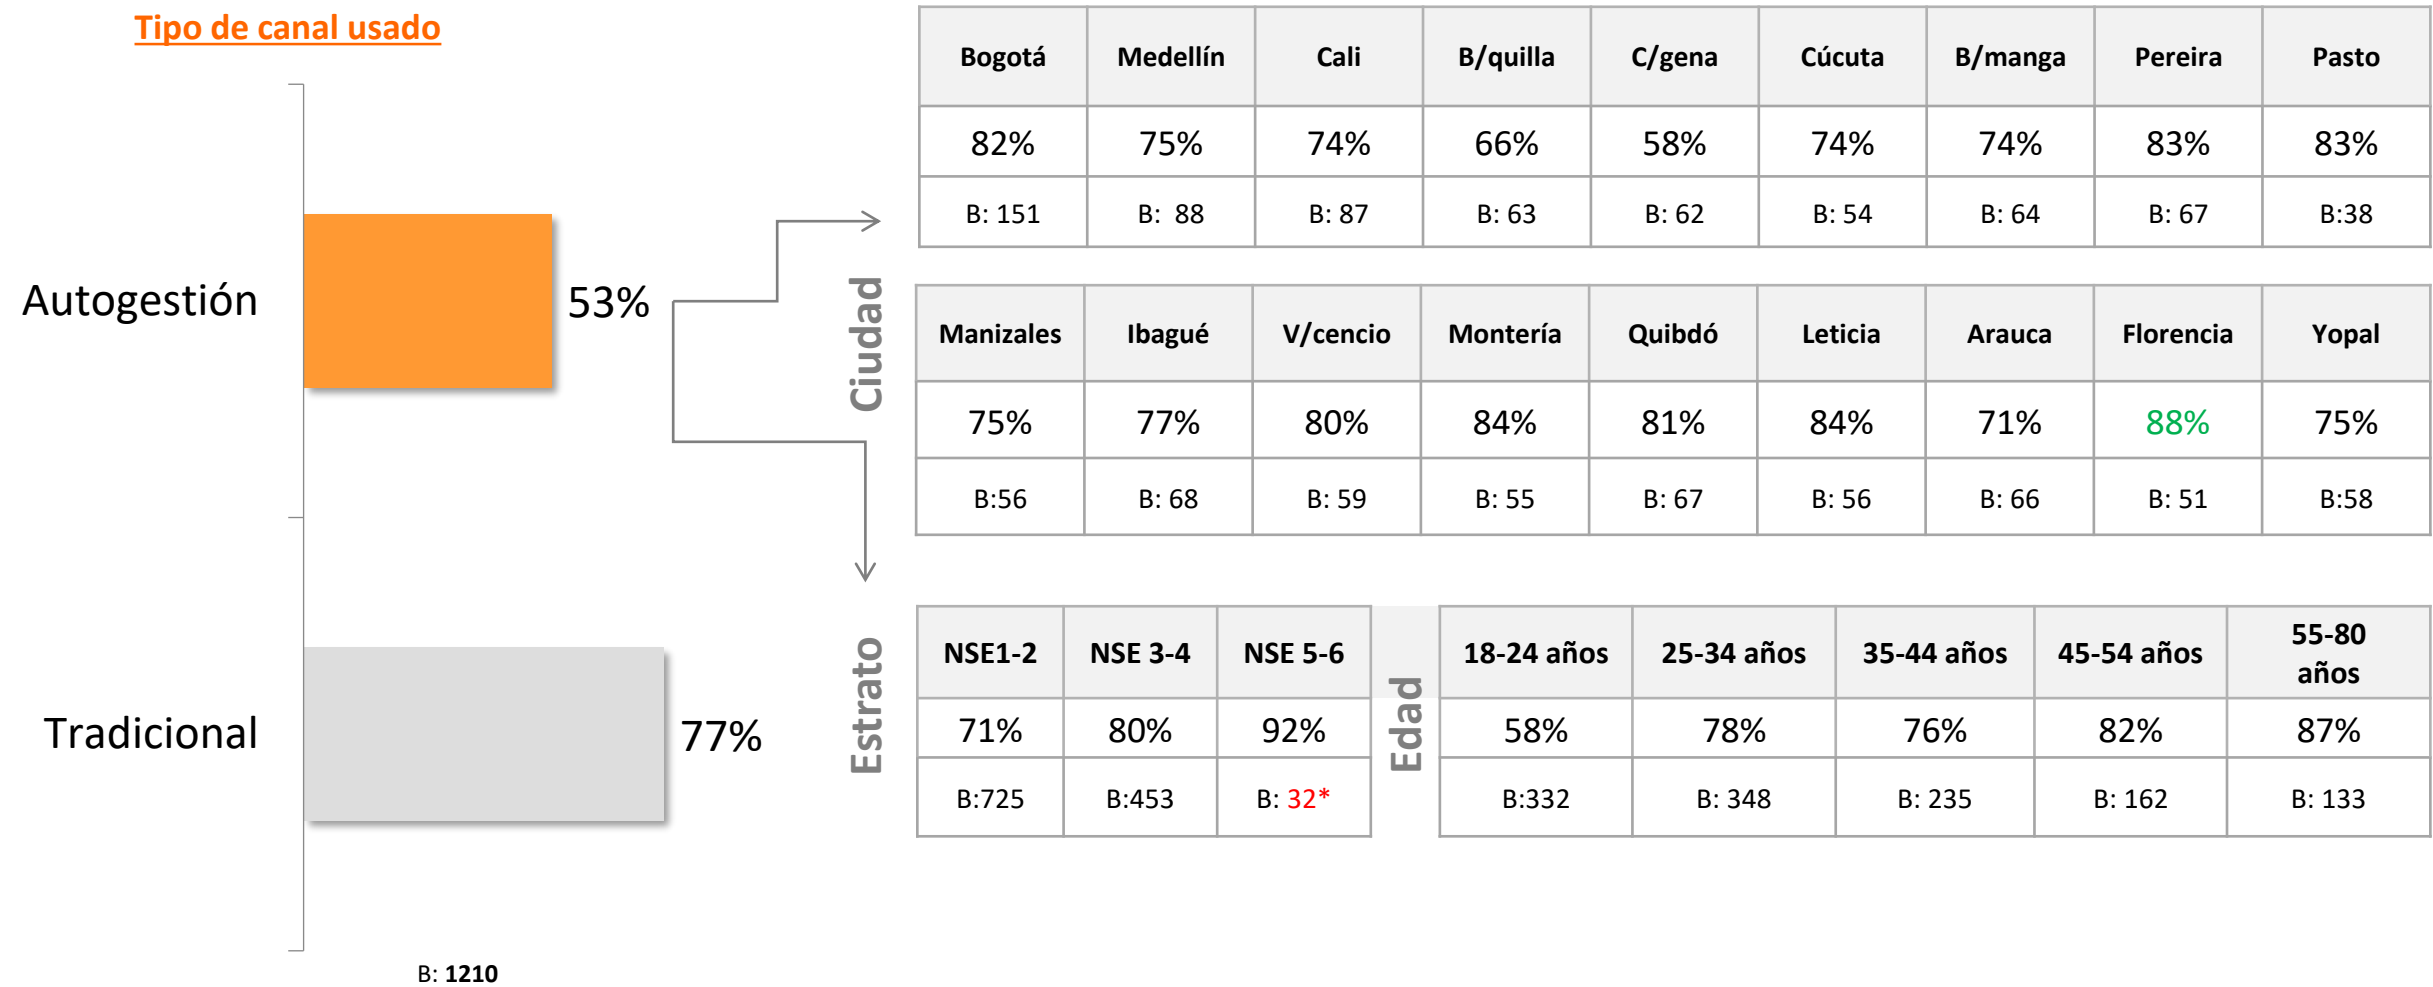 Tipo de canal usado
Autogestión
53%
Tradicional
77%
B: 1210
Ciudad
Bogotá Medellín Cali B/quilla C/gena Cúcuta B/manga Pereira Pasto
82% 75% 74% 66% 58% 74% 74% 83% 83%
B: 151 B: 88 B: 87 B: 63 B: 62 B: 54 B: 64 B: 67 B:38
Manizales Ibagué V/cencio Montería Quibdó Leticia Arauca Florencia Yopal
75% 77% 80% 84% 81% 84% 71% 88% 75%
B:56 B: 68 B: 59 B: 55 B: 67 B: 56 B: 66 B: 51 B:58
Estrato
NSE1-2 NSE 3-4 NSE 5-6
71% 80% 92%
B:725 B:453 B: 32*
Edad
18-24 años 25-34 años 35-44 años 45-54 años 55-80
años
58% 78% 76% 82% 87%
B:332 B: 348 B: 235 B: 162 B: 133